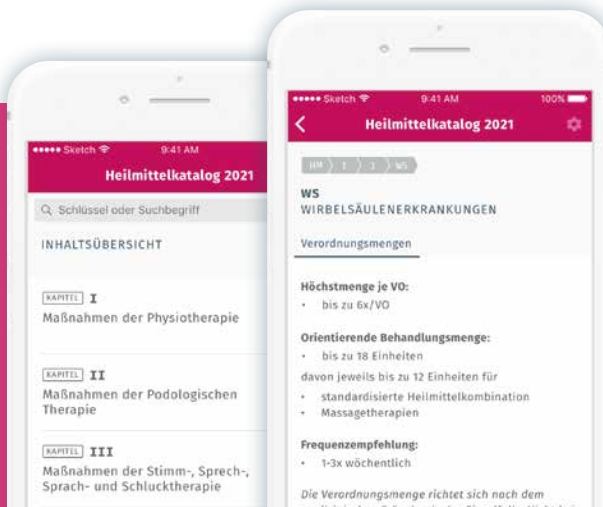 Sketch 9:41 AM
Heilmittelkatalog 2021
Schlüssel oder Suchbegriff
INHALTSÜBERSICHT
KAPITEL I
Maßnahmen der Physiotherapie
KAPITEL II
Maßnahmen der Podologischen
Therapie
KAPITEL III
Maßnahmen der Stimm-, Sprech-,
Sprach- und Schlucktherapie
Sketch 9:41 AM 100%
Heilmittelkatalog 2021
HM I 1 WS
WS
WIRBELSÄULENERKRANKUNGEN
Verordnungsmengen
Höchstmenge je VO:
• bis zu 6x/VO
Orientierende Behandlungsmenge:
• bis zu 18 Einheiten
davon jeweils bis zu 12 Einheiten für
• standardisierte Heilmittelkombination
• Massagetherapien
Frequenzempfehlung:
• 1-3x wöchentlich
Die Verordnungsmenge richtet sich nach dem